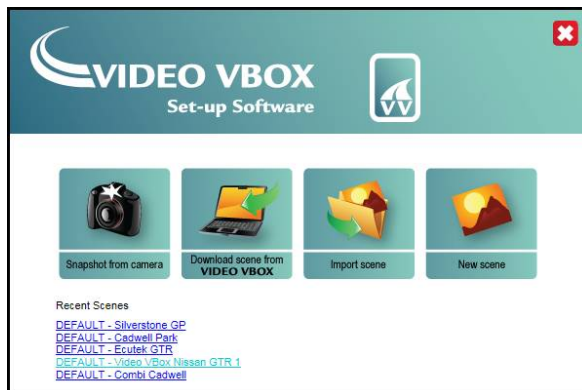 VIDEO VBOX
Set-up Software
VV
Snapshot from camera
Download scene from
VIDEO VBOX
Import scene
New scene
Recent Scenes
DEFAULT - Silverstone GP
DEFAULT - Cadwell Park
DEFAULT - Ecutek GTR
DEFAULT - Video VBox Nissan GTR 1
DEFAULT - Combi Cadwell